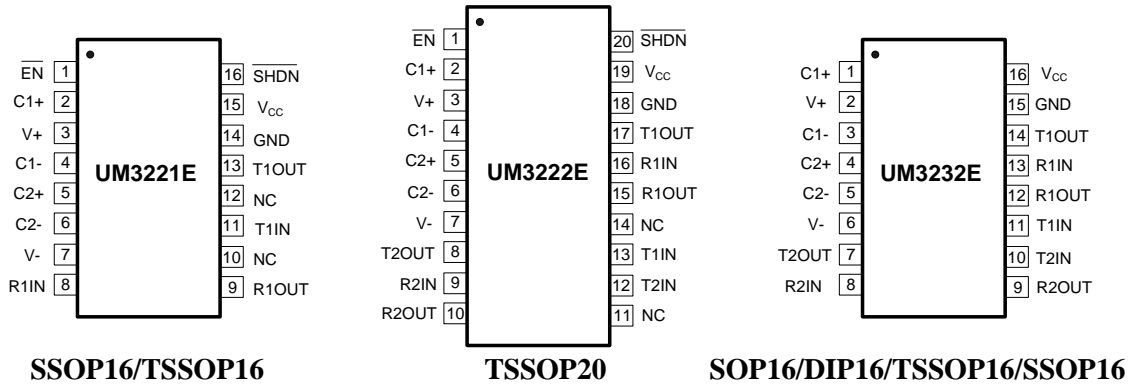 EN 1
C1+ 2
V+ 3
C1- 4
C2+ 5
C2- 6
V- 7
R1IN 8
UM3221E
16 SHDN
15 VCC
14 GND
13 T1OUT
12 NC
11 T1IN
10 NC
9 R1OUT
SSOP16/TSSOP16
EN 1
C1+ 2
V+ 3
C1- 4
C2+ 5
C2- 6
V- 7
T2OUT 8
R2IN 9
R2OUT 10
UM3222E
20 SHDN
19 VCC
18 GND
17 T1OUT
16 R1IN
15 R1OUT
14 NC
13 T1IN
12 T2IN
11 NC
TSSOP20
C1+ 1
V+ 2
C1- 3
C2+ 4
C2- 5
V- 6
T2OUT 7
R2IN 8
UM3232E
16 VCC
15 GND
14 T1OUT
13 R1IN
12 R1OUT
11 T1IN
10 T2IN
9 R2OUT
SOP16/DIP16/TSSOP16/SSOP16